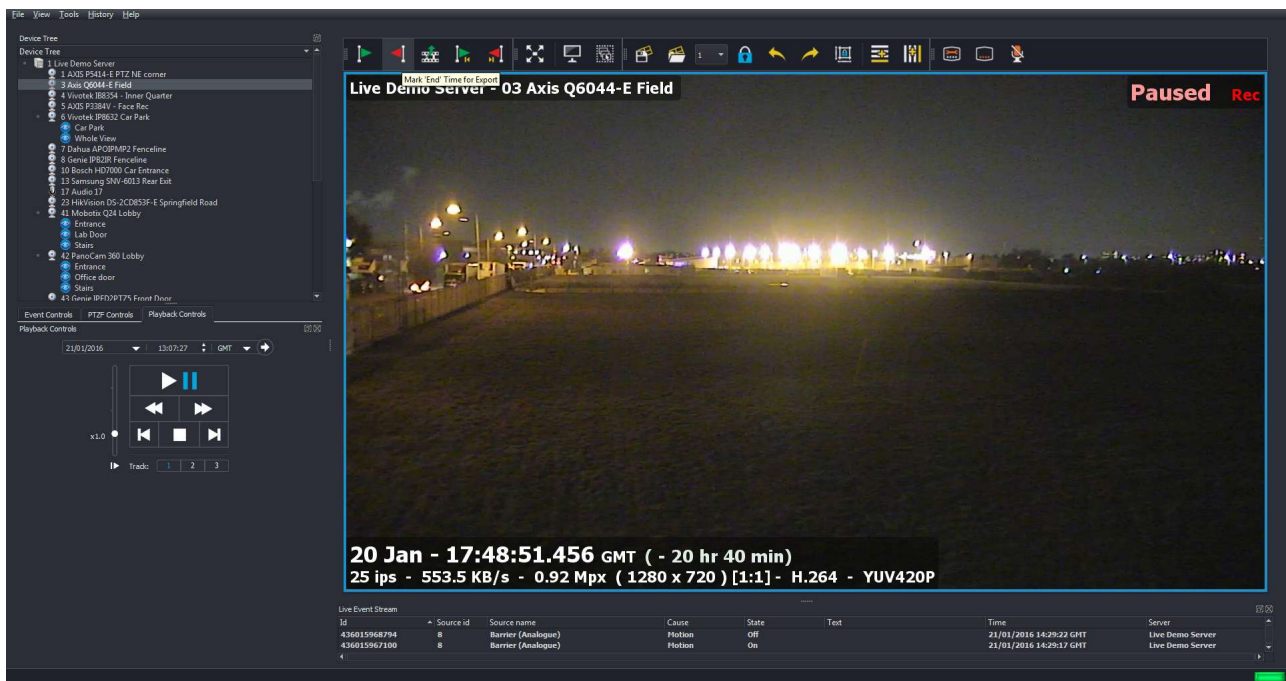 File View Tools History Help
Device Tree
Device Tree
1 Live Demo Server
1 AXIS P5414-E PTZ NE corner
3 Axis Q6044-E Field
4 Vivotek IB8354 - Inner Quarter
5 AXIS P3384V - Face Rec
6 Vivotek IP8632 Car Park
Car Park
Whole View
7 Dahua APOIPMP2 Fenceline
8 Genie IPB2IR Fenceline
10 Bosch HD7000 Car Entrance
13 Samsung SNV-6013 Rear Exit
17 Audio 17
23 HikVision DS-2CD853F-E Springfield Road
41 Mobotix Q24 Lobby
Entrance
Lab Door
Stairs
42 PanoCam 360 Lobby
Entrance
Office door
Stairs
43 Genie IPFD2PTZ5 Front Door
Event Controls PTZF Controls Playback Controls
Playback Controls
21/01/2016 13:07:27 GMT
x1.0
Track: 1 2 3
1
Mark 'End' Time for Export
Live Demo Server - 03 Axis Q6044-E Field
Paused Rec
20 Jan - 17:48:51.456 GMT ( - 20 hr 40 min)
25 ips - 553.5 KB/s - 0.92 Mpx ( 1280 x 720 ) [1:1] - H.264 - YUV420P
Live Event Stream
Id Source id Source name Cause State Text Time Server
436015968794 8 Barrier (Analogue) Motion Off 21/01/2016 14:29:22 GMT Live Demo Server
436015967100 8 Barrier (Analogue) Motion On 21/01/2016 14:29:17 GMT Live Demo Server